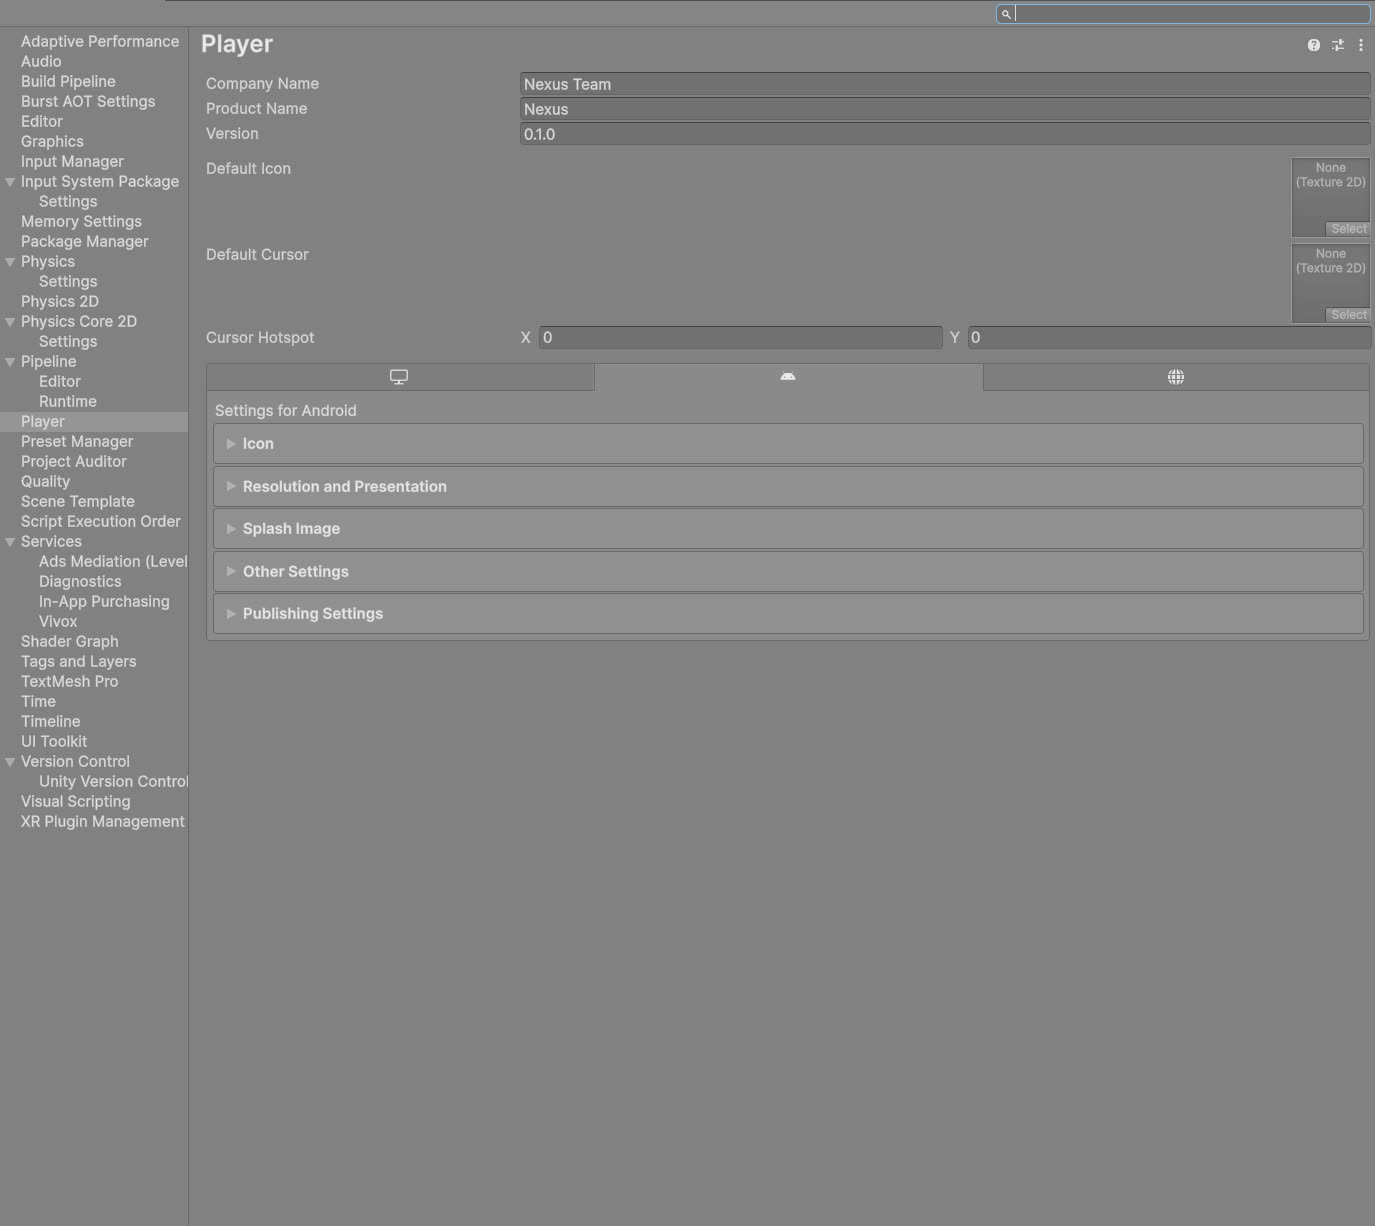 Adaptive Performance
Audio
Build Pipeline
Burst AOT Settings
Editor
Graphics
Input Manager
Input System Package
Settings
Memory Settings
Package Manager
Physics
Settings
Physics 2D
Physics Core 2D
Settings
Pipeline
Editor
Runtime
Player
Preset Manager
Project Auditor
Quality
Scene Template
Script Execution Order
Services
Ads Mediation (Level
Diagnostics
In-App Purchasing
Vivox
Shader Graph
Tags and Layers
TextMesh Pro
Time
Timeline
UI Toolkit
Version Control
Unity Version Control
Visual Scripting
XR Plugin Management
Player
Company Name Nexus Team
Product Name Nexus
Version 0.1.0
Default Icon
None
(Texture 2D)
Select
Default Cursor
None
(Texture 2D)
Select
Cursor Hotspot X 0 Y 0
Settings for Android
Icon
Resolution and Presentation
Splash Image
Other Settings
Publishing Settings